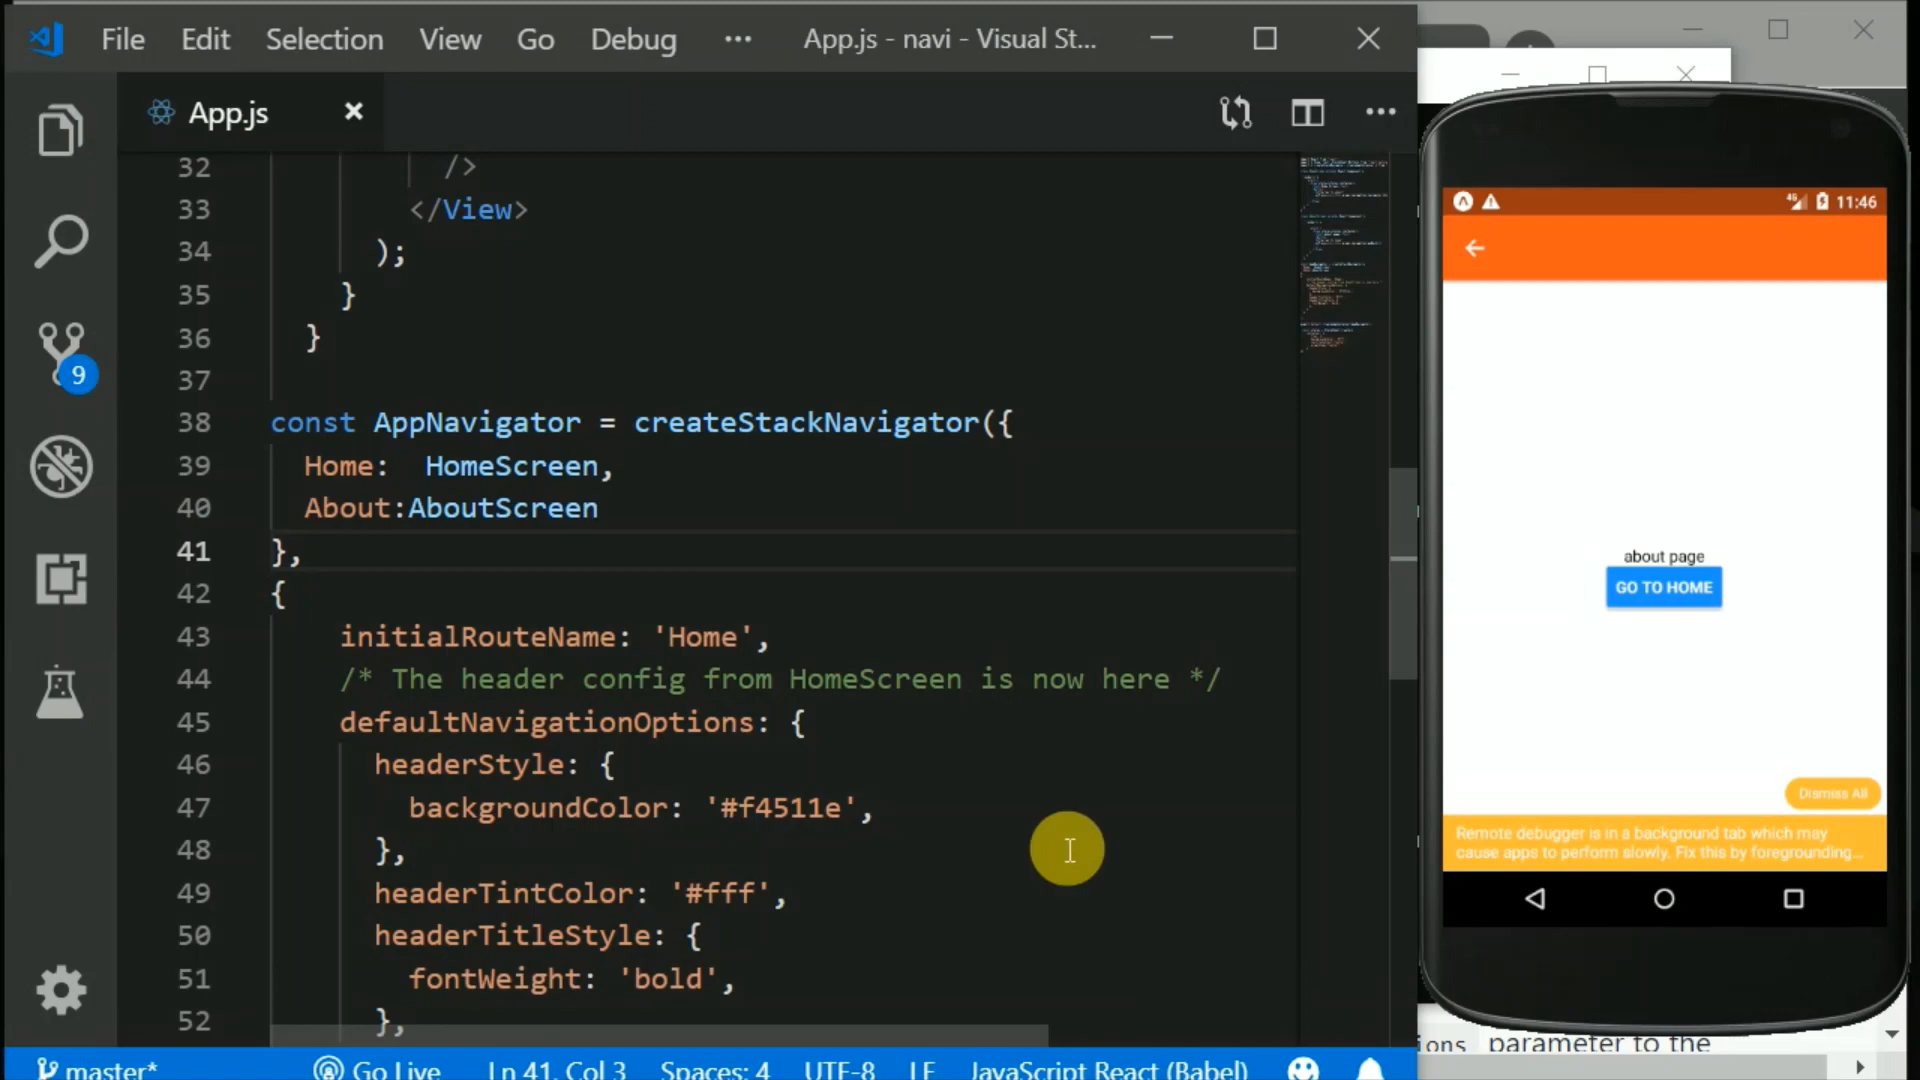 File Edit Selection View Go Debug ··· App.js - navi - Visual St...
App.js
32 />
33 </View>
34 );
35 }
36 }
37
38 const AppNavigator = createStackNavigator({
39 Home:  HomeScreen,
40 About:AboutScreen
41 },
42 {
43 initialRouteName: 'Home',
44 /* The header config from HomeScreen is now here */
45 defaultNavigationOptions: {
46 headerStyle: {
47 backgroundColor: '#f4511e',
48 },
49 headerTintColor: '#fff',
50 headerTitleStyle: {
51 fontWeight: 'bold',
52 },
9
master* Go Live Ln 41, Col 3 Spaces: 4 UTF-8 LF JavaScript React (Babel)
4G 11:46
about page
GO TO HOME
Dismiss All
Remote debugger is in a background tab which may
cause apps to perform slowly. Fix this by foregrounding...
ions parameter to the